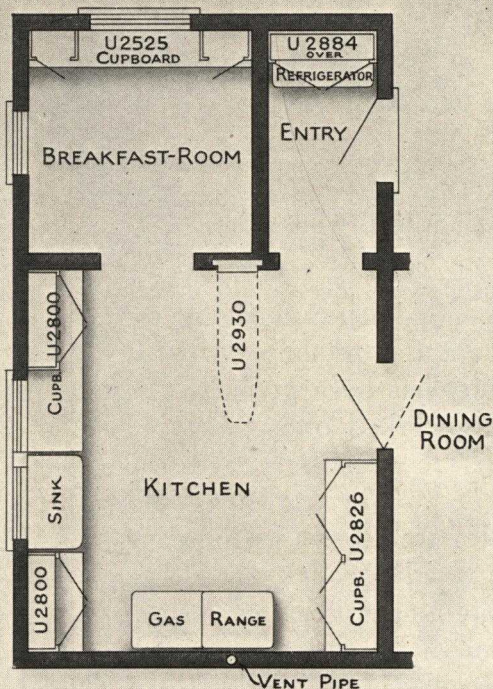 U2525
CUPBOARD
U2884
OVER
REFRIGERATOR
ENTRY
BREAKFAST-ROOM
CUPB. U2800
U2930
DINING
ROOM
SINK
KITCHEN
CUPB. U2826
U2800
GAS RANGE
VENT PIPE